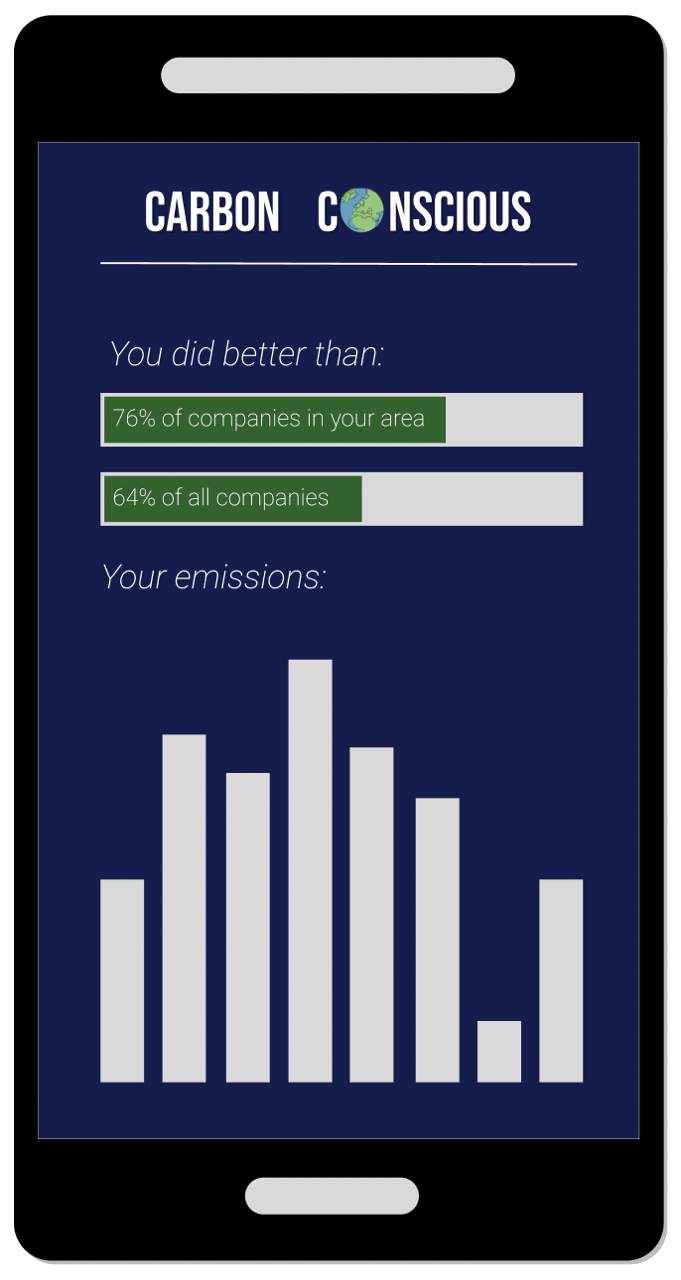 CARBON CONSCIOUS
You did better than:
76% of companies in your area
64% of all companies
Your emissions: